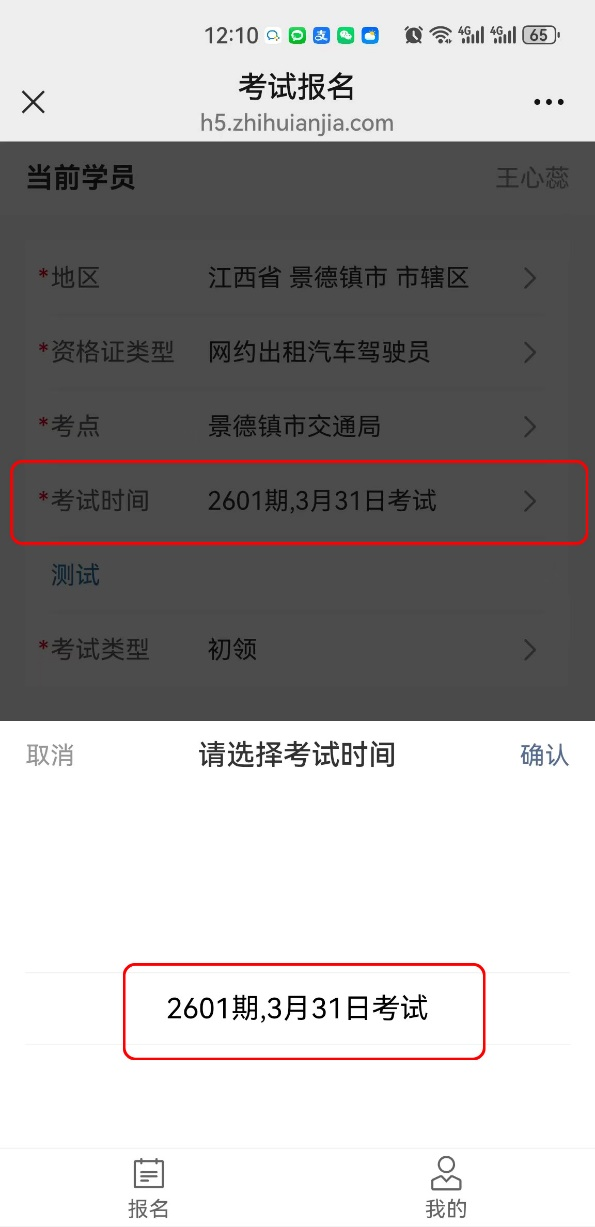 12:10 4G 4G 65
考试报名
h5.zhihuianjia.com
当前学员 王心蕊
*地区 江西省 景德镇市 市辖区
*资格证类型 网约出租汽车驾驶员
*考点 景德镇市交通局
*考试时间 2601期,3月31日考试
测试
*考试类型 初领
取消 请选择考试时间 确认
2601期,3月31日考试
报名 我的